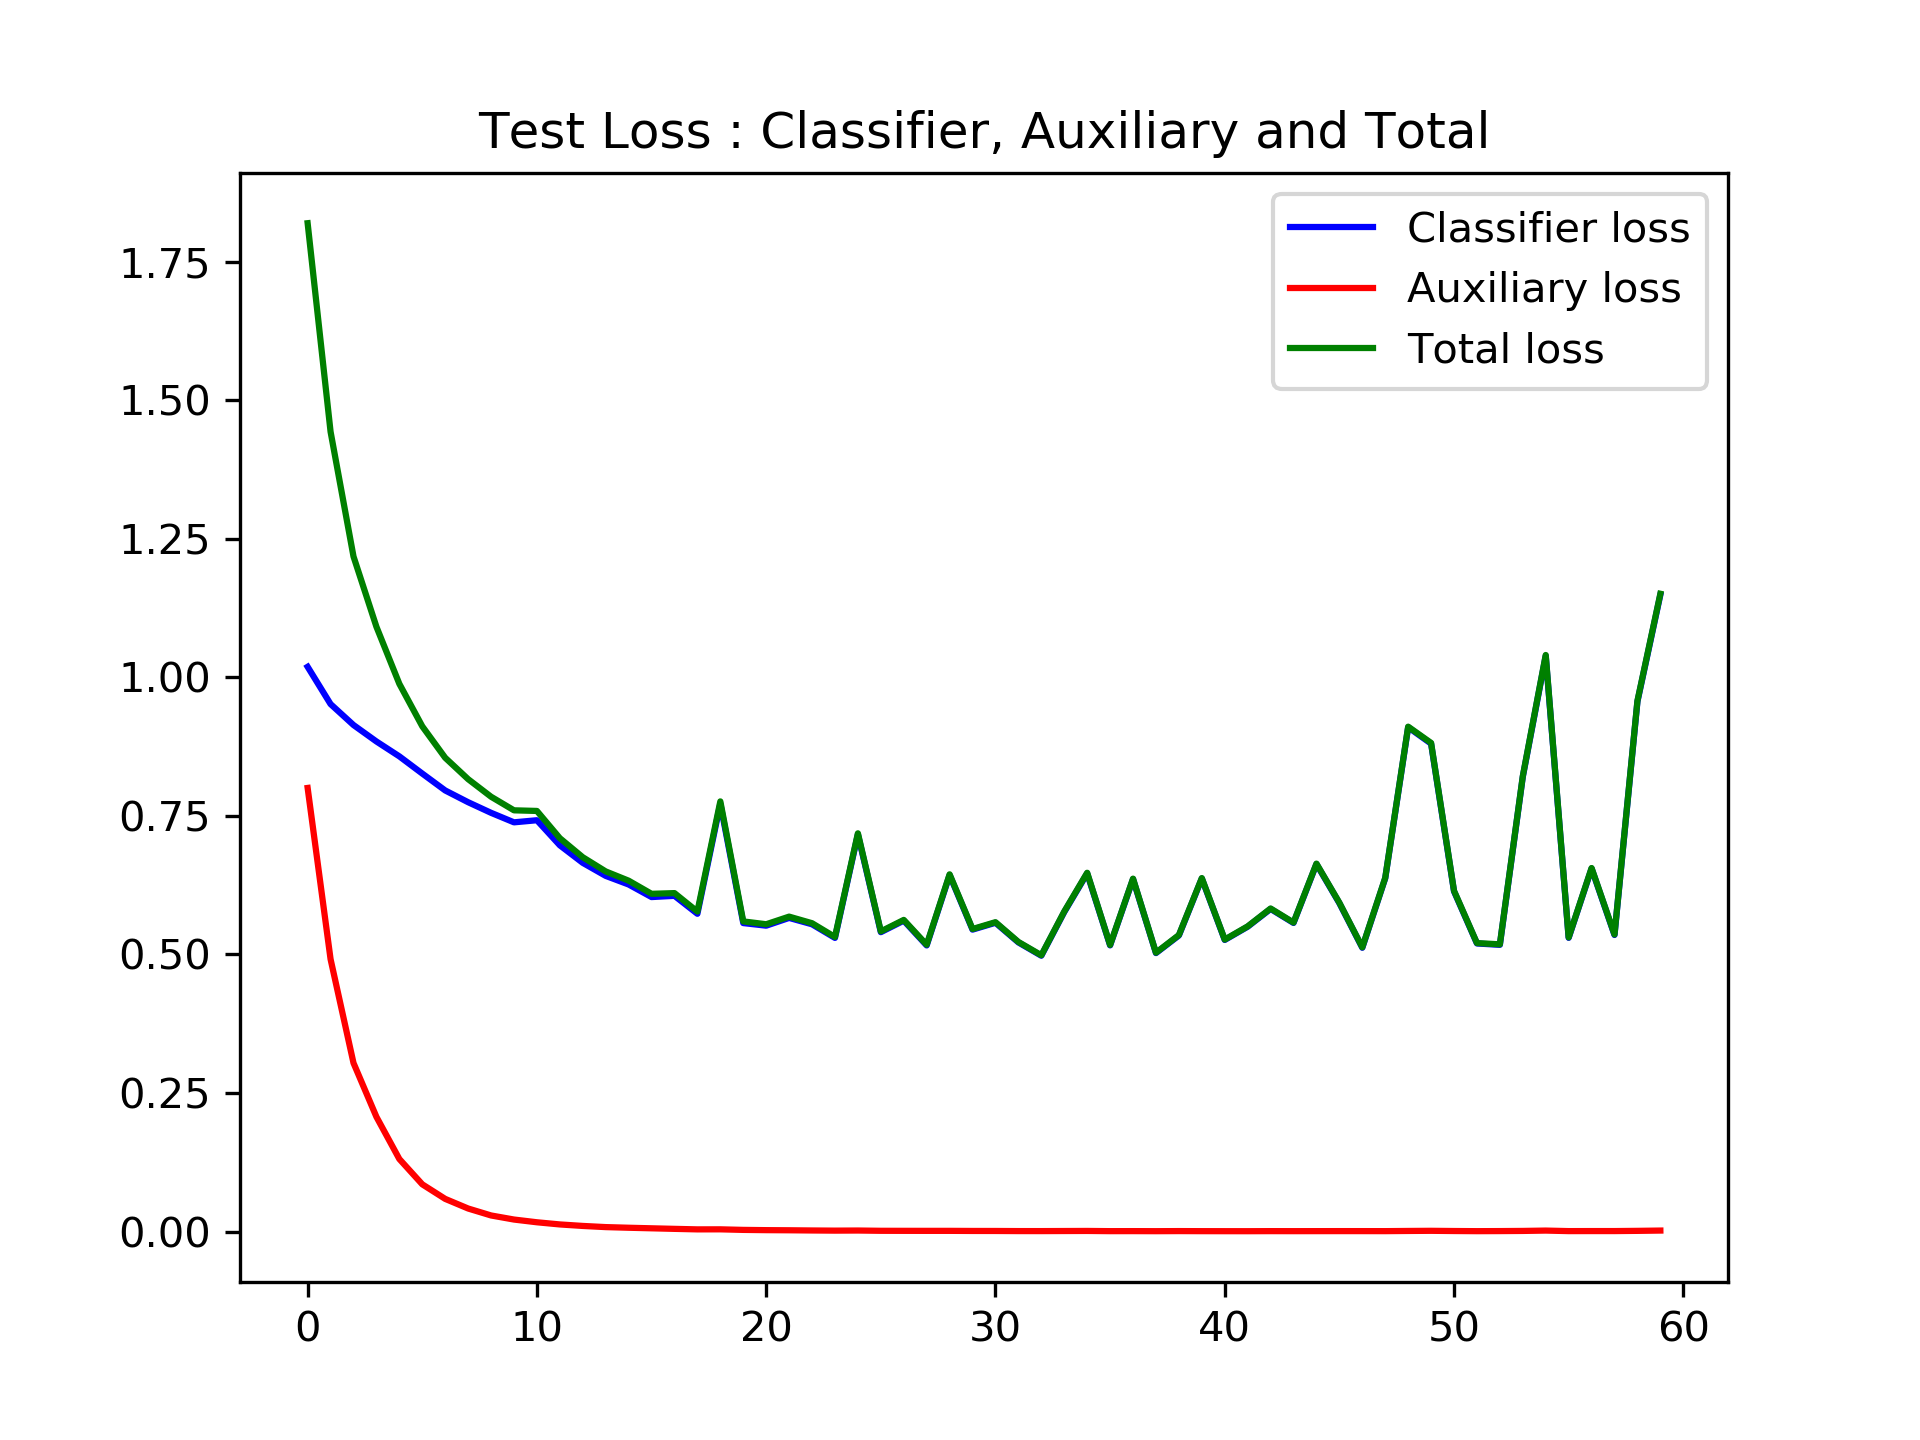 Test Loss : Classifier, Auxiliary and Total
Classifier loss
Auxiliary loss
Total loss
1.75
1.50
1.25
1.00
0.75
0.50
0.25
0.00
0 10 20 30 40 50 60